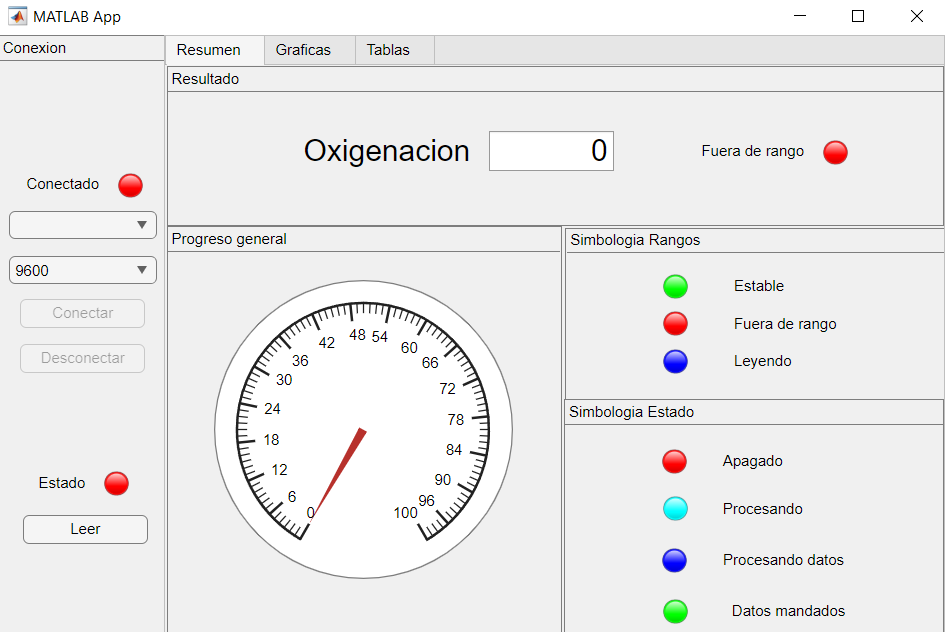 MATLAB App
Conexion
Conectado
9600
Conectar
Desconectar
Estado
Leer
Resumen Graficas Tablas
Resultado
Oxigenacion 0 Fuera de rango
Progreso general
0
6
12
18
24
30
36
42
48
54
60
66
72
78
84
90
96
100
Simbologia Rangos
Estable
Fuera de rango
Leyendo
Simbologia Estado
Apagado
Procesando
Procesando datos
Datos mandados